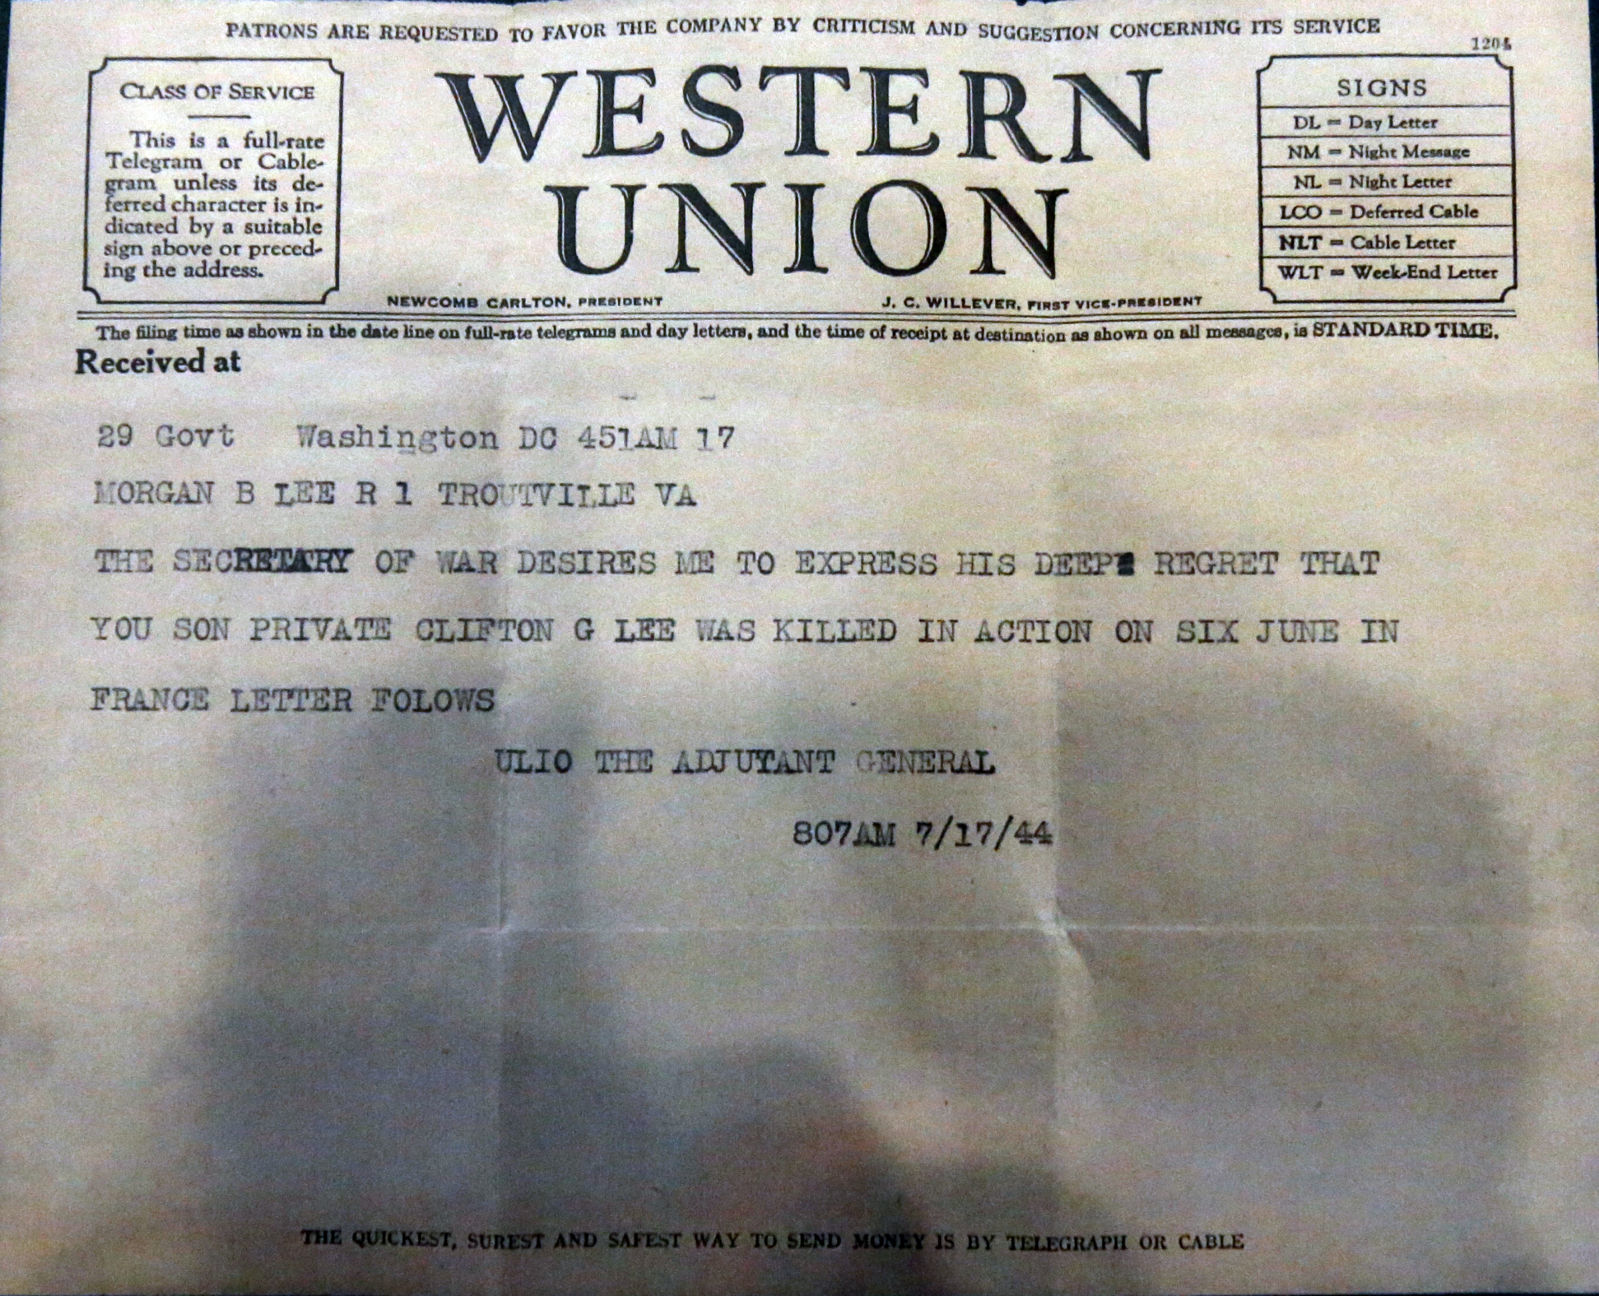 PATRONS ARE REQUESTED TO FAVOR THE COMPANY BY CRITICISM AND SUGGESTION CONCERNING ITS SERVICE
1204
CLASS OF SERVICE
This is a full-rate
Telegram or Cable-
gram unless its de-
ferred character is in-
dicated by a suitable
sign above or preced-
ing the address.
WESTERN
UNION
NEWCOMB CARLTON, PRESIDENT
J. C. WILLEVER, FIRST VICE-PRESIDENT
SIGNS
DL = Day Letter
NM = Night Message
NL = Night Letter
LCO = Deferred Cable
NLT = Cable Letter
WLT = Week-End Letter
The filing time as shown in the date line on full-rate telegrams and day letters, and the time of receipt at destination as shown on all messages, is STANDARD TIME.
Received at
29 Govt Washington DC 451AM 17
MORGAN B LEE R 1 TROUTVILLE VA
THE SECRETARY OF WAR DESIRES ME TO EXPRESS HIS DEEP REGRET THAT
YOU SON PRIVATE CLIFTON G LEE WAS KILLED IN ACTION ON SIX JUNE IN
FRANCE LETTER FOLOWS
ULIO THE ADJUTANT GENERAL
807AM 7/17/44
THE QUICKEST, SUREST AND SAFEST WAY TO SEND MONEY IS BY TELEGRAPH OR CABLE